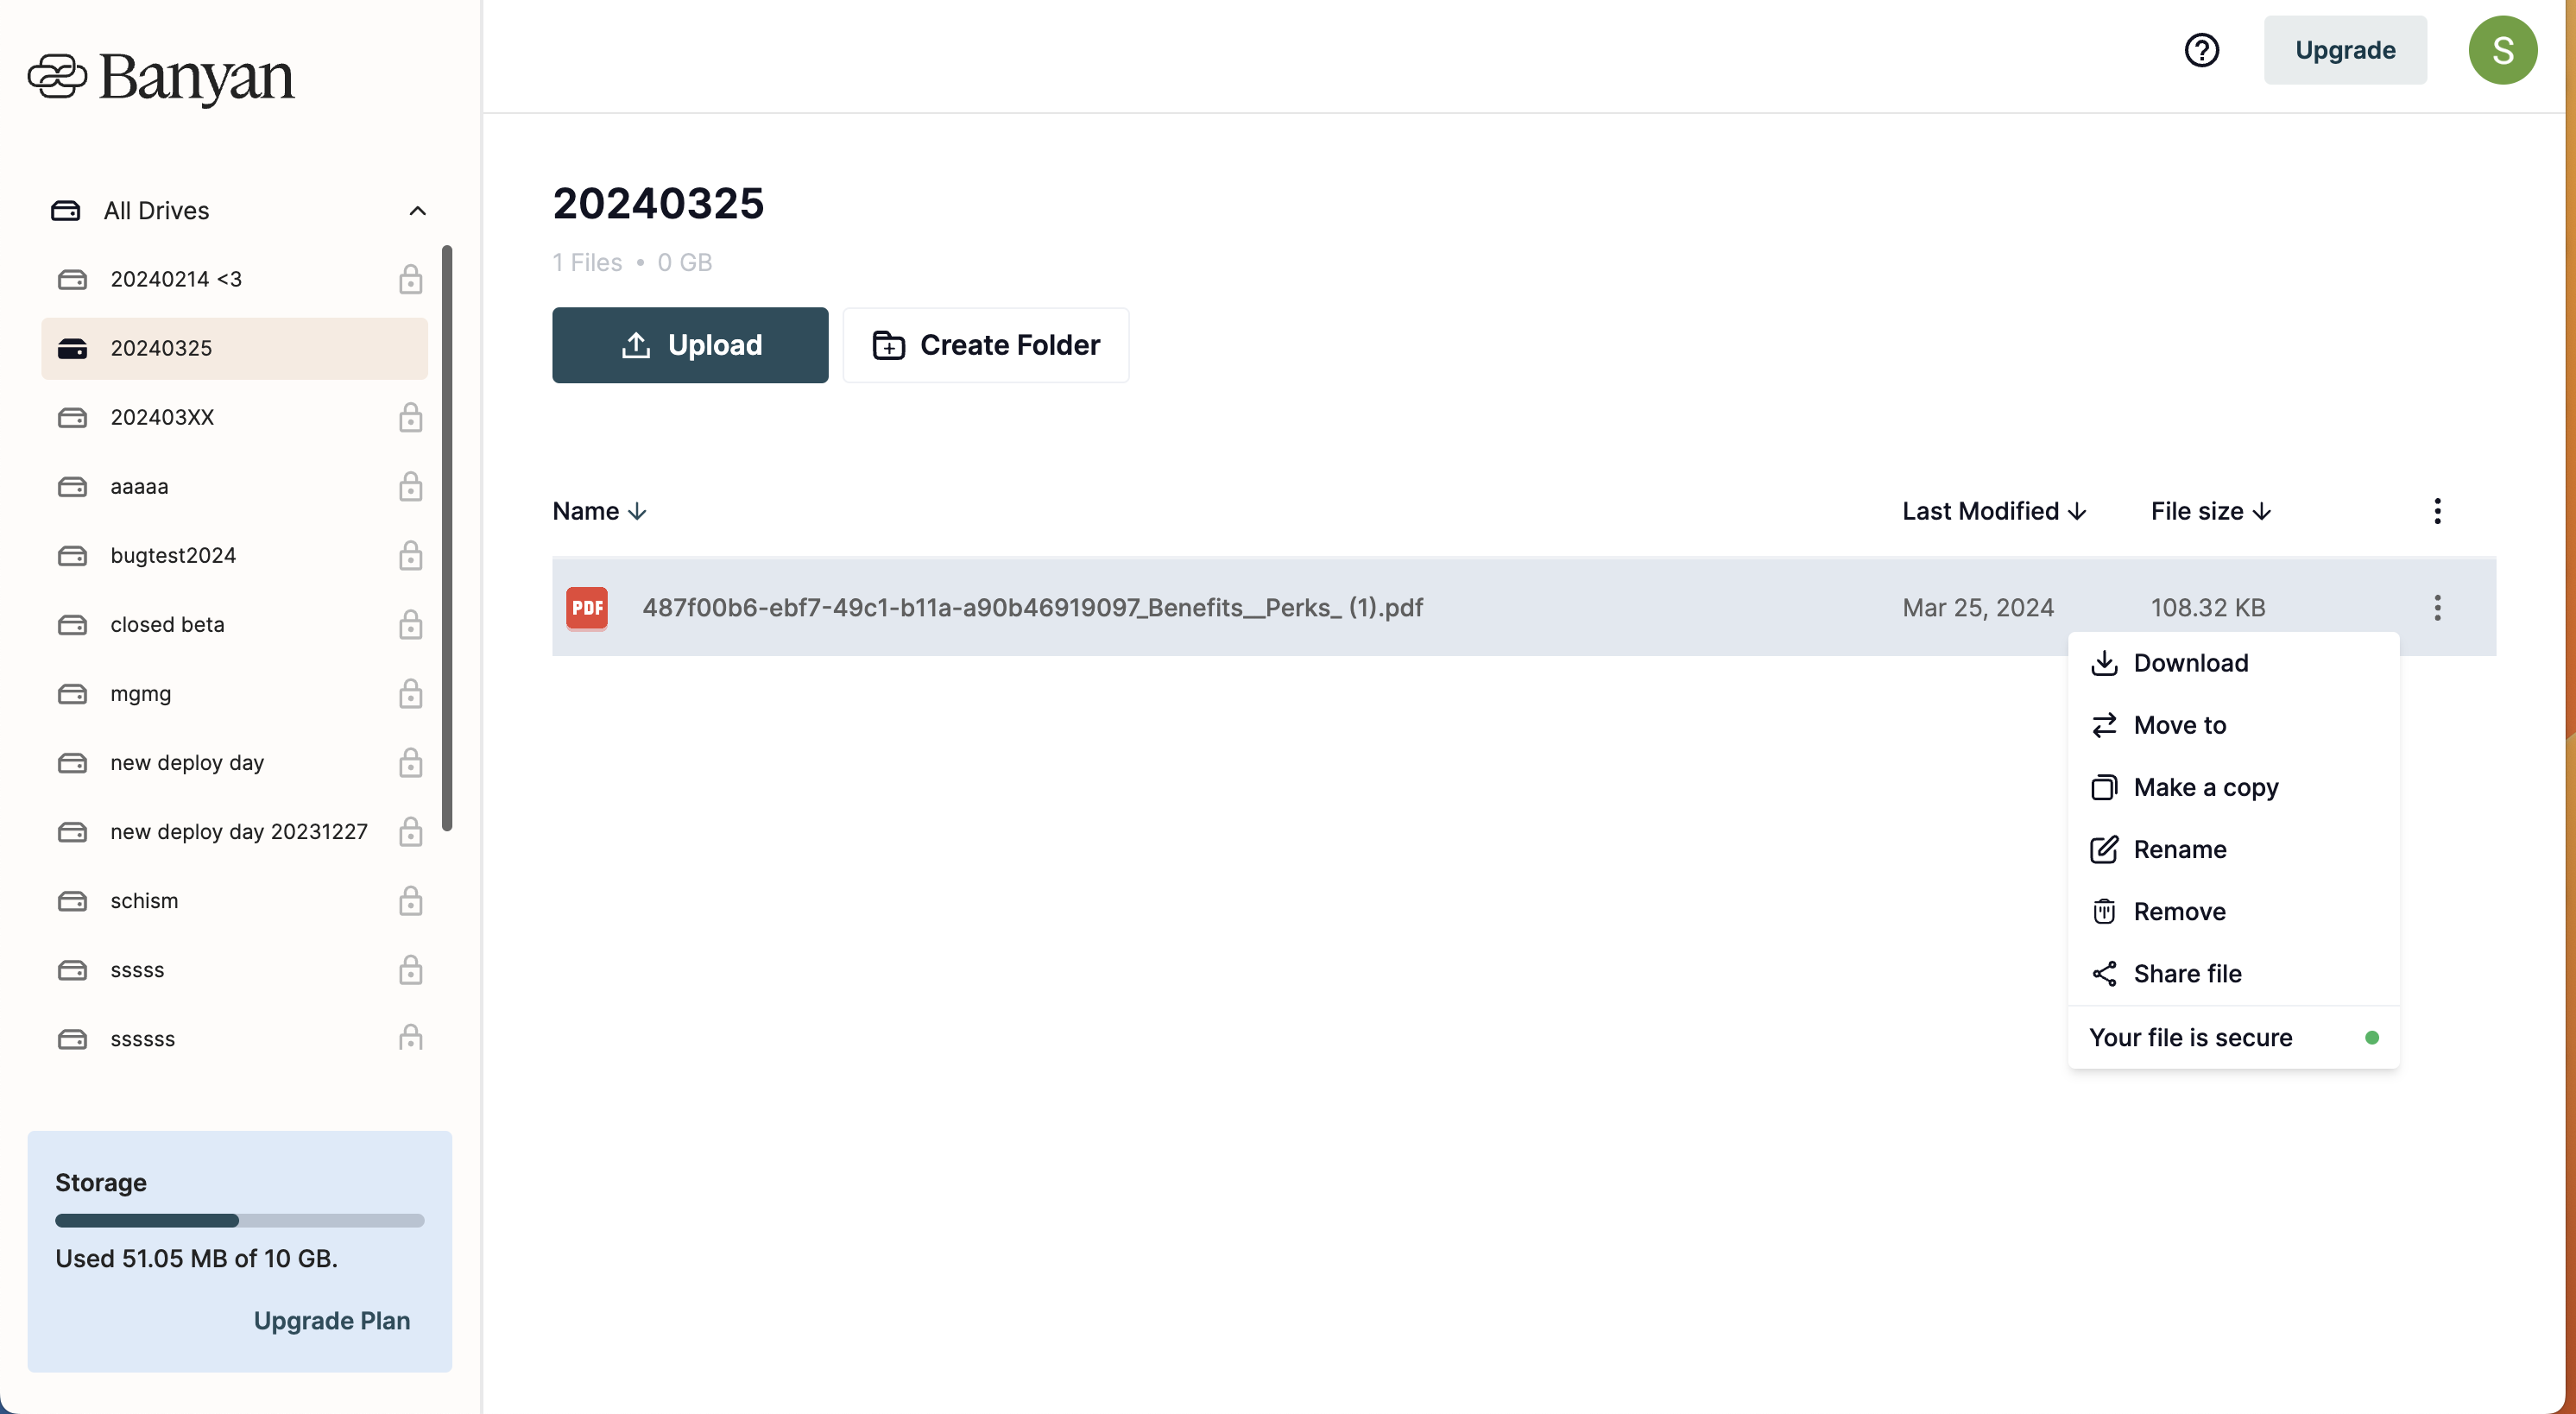 Banyan
All Drives
20240214 <3
20240325
202403XX
aaaaa
bugtest2024
closed beta
mgmg
new deploy day
new deploy day 20231227
schism
sssss
ssssss
Storage
Used 51.05 MB of 10 GB.
Upgrade Plan
Upgrade
S
20240325
1 Files • 0 GB
Upload
Create Folder
Name
Last Modified
File size
PDF
487f00b6-ebf7-49c1-b11a-a90b46919097_Benefits__Perks_ (1).pdf
Mar 25, 2024
108.32 KB
Download
Move to
Make a copy
Rename
Remove
Share file
Your file is secure